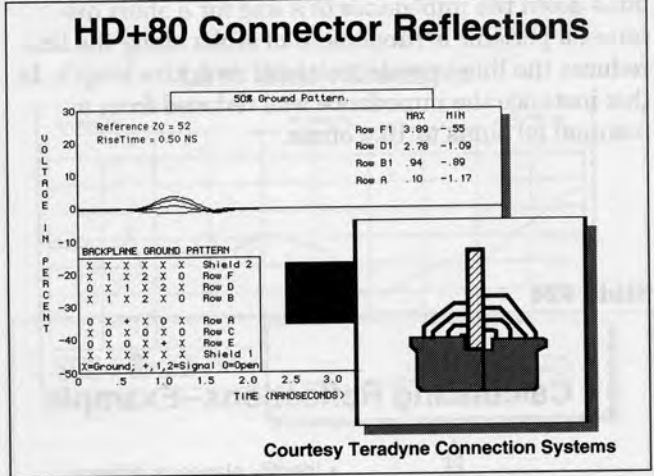 HD+80 Connector Reflections
50% Ground Pattern.
Reference Z0 = 52
RiseTime = 0.50 NS
MAX MIN
Row F1 3.89 -.55
Row D1 2.78 -1.09
Row B1 .94 -.89
Row A .10 -1.17
VOLTAGE IN PERCENT
30
20
10
0
-10
-20
-30
-40
-50
BACKPLANE GROUND PATTERN
X X X X X X Shield 2
X 1 X 2 X 0 Row F
0 X 1 X 2 X Row D
X 1 X 2 X 0 Row B
0 X + X 0 X Row A
X 0 X 0 X 0 Row C
0 X 0 X + X Row E
X X X X X X Shield 1
X=Ground; +,1,2=Signal 0=Open
0 .5 1.0 1.5 2.0 2.5 3.0
TIME (NANOSECONDS)
Courtesy Teradyne Connection Systems